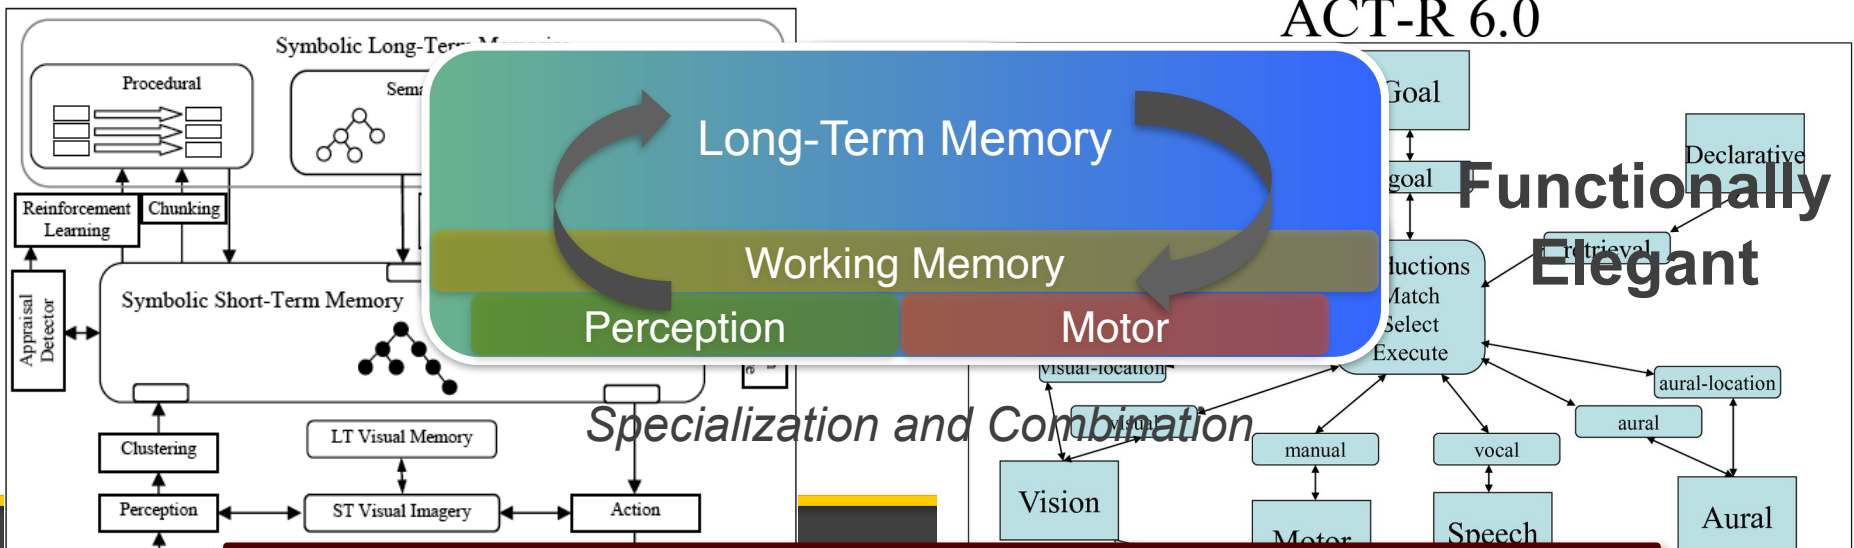 ACT-R 6.0
Symbolic Long-Term Memories
Procedural
Reinforcement
Learning
Chunking
Appraisal
Detector
Symbolic Short-Term Memory
Clustering
Perception
LT Visual Memory
ST Visual Imagery
Action
Long-Term Memory
Working Memory
Perception
Motor
Specialization and Combination
Functionally
Elegant
Goal
goal
Declarative
retrieval
Match
Select
Execute
visual-location
visual
manual
vocal
aural
aural-location
Vision
Motor
Speech
Aural